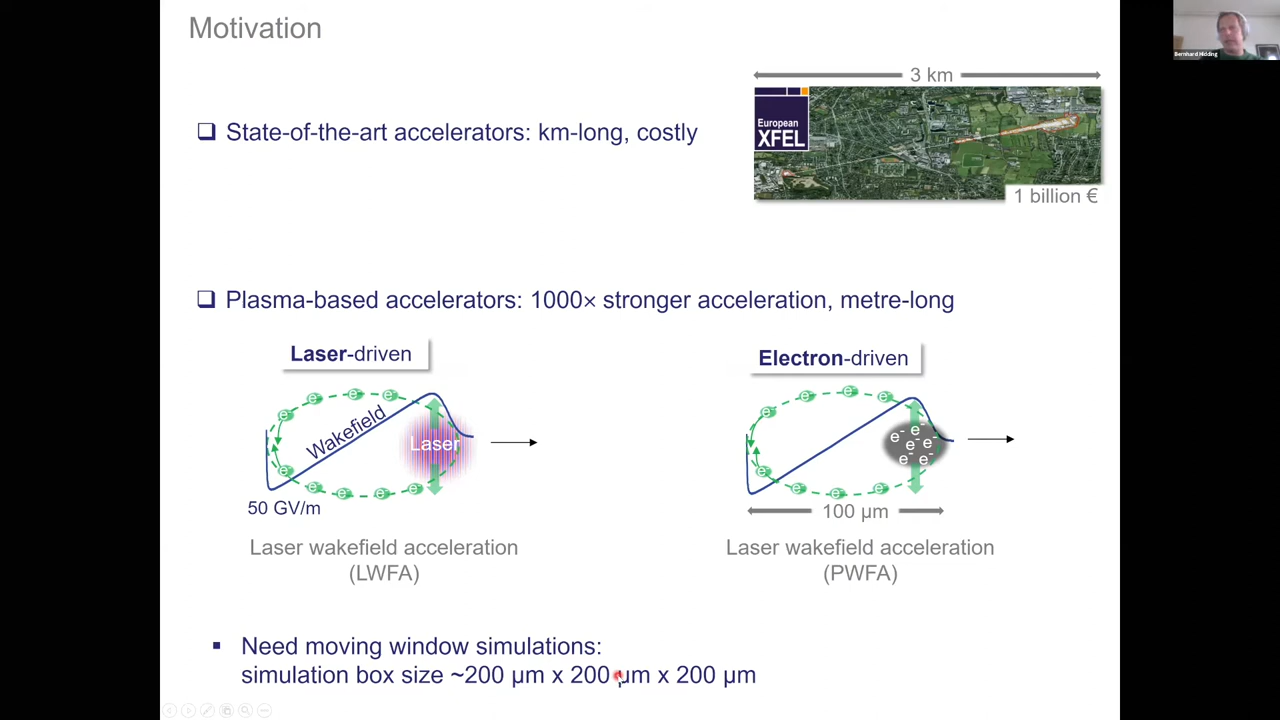 Motivation
Bernhard Hidding
3 km
❑ State-of-the-art accelerators: km-long, costly
European
XFEL
1 billion €
❑ Plasma-based accelerators: 1000× stronger acceleration, metre-long
Laser-driven
Electron-driven
e⁻ e⁻ e⁻ e⁻ e⁻
Wakefield
Laser
e⁻ e⁻ e⁻ e⁻ e⁻
50 GV/m
e⁻ e⁻ e⁻ e⁻
e⁻ e⁻
e⁻ e⁻ e⁻
e⁻ e⁻
e⁻ e⁻ e⁻ e⁻
100 µm
Laser wakefield acceleration
(LWFA)
Laser wakefield acceleration
(PWFA)
▪ Need moving window simulations:
simulation box size ~200 µm x 200 µm x 200 µm